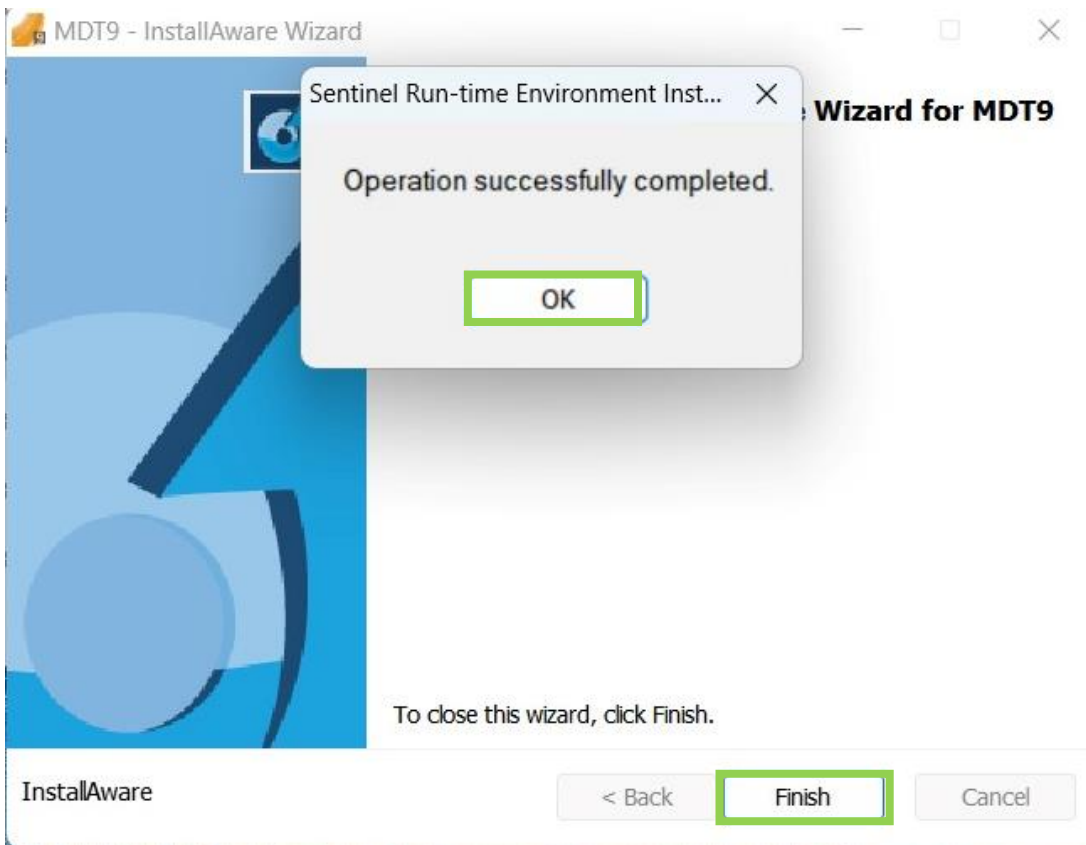 MDT9 - InstallAware Wizard
Sentinel Run-time Environment Inst...
Wizard for MDT9
Operation successfully completed.
OK
To close this wizard, click Finish.
InstallAware
< Back
Finish
Cancel